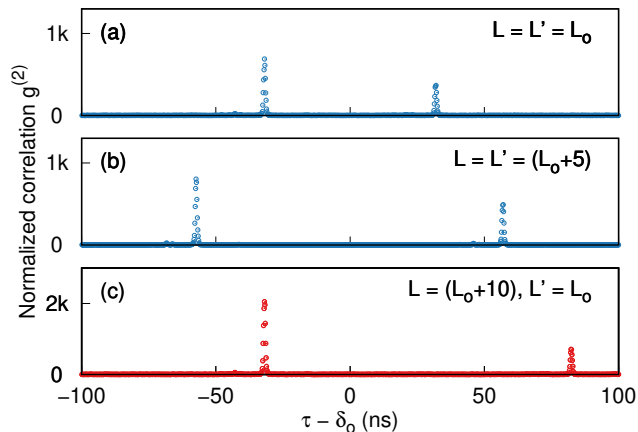 Normalized correlation g(2)
1k
(a)
L = L' = Lo
0
1k
(b)
L = L' = (Lo+5)
0
(c)
L = (Lo+10), L' = Lo
2k
0
−100 −50 0 50 100
τ − δo (ns)